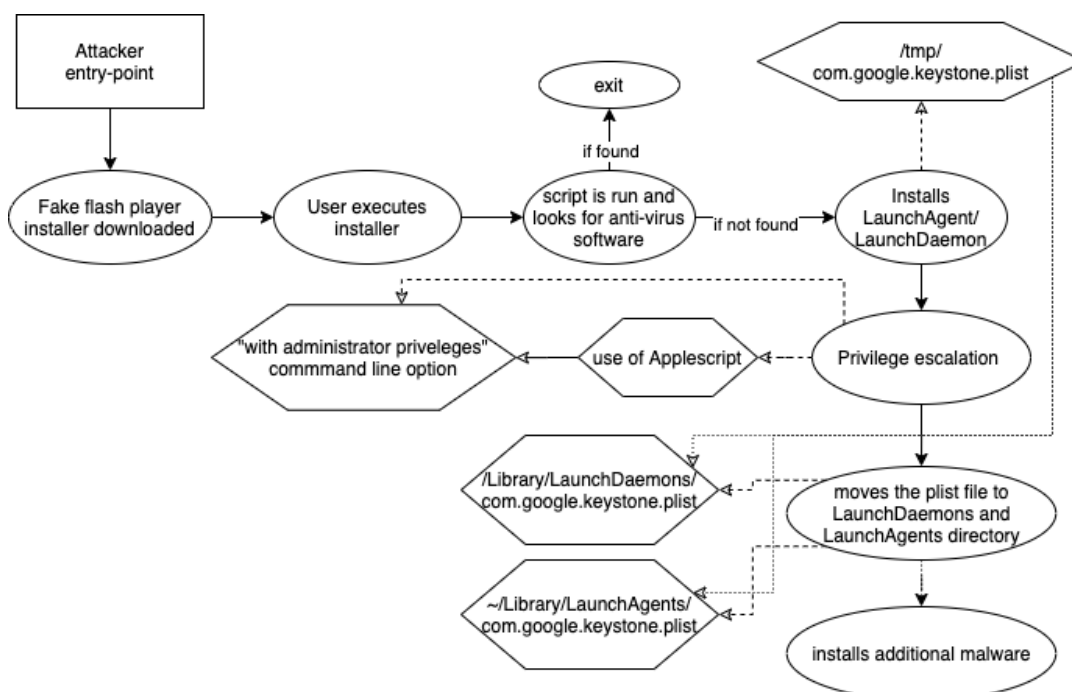 Attacker
entry-point
/tmp/
com.google.keystone.plist
exit
if found
Fake flash player
installer downloaded
User executes
installer
script is run and
looks for anti-virus
software
if not found
Installs
LaunchAgent/
LaunchDaemon
"with administrator priveleges"
commmand line option
use of Applescript
Privilege escalation
/Library/LaunchDaemons/
com.google.keystone.plist
moves the plist file to
LaunchDaemons and
LaunchAgents directory
~/Library/LaunchAgents/
com.google.keystone.plist
installs additional malware